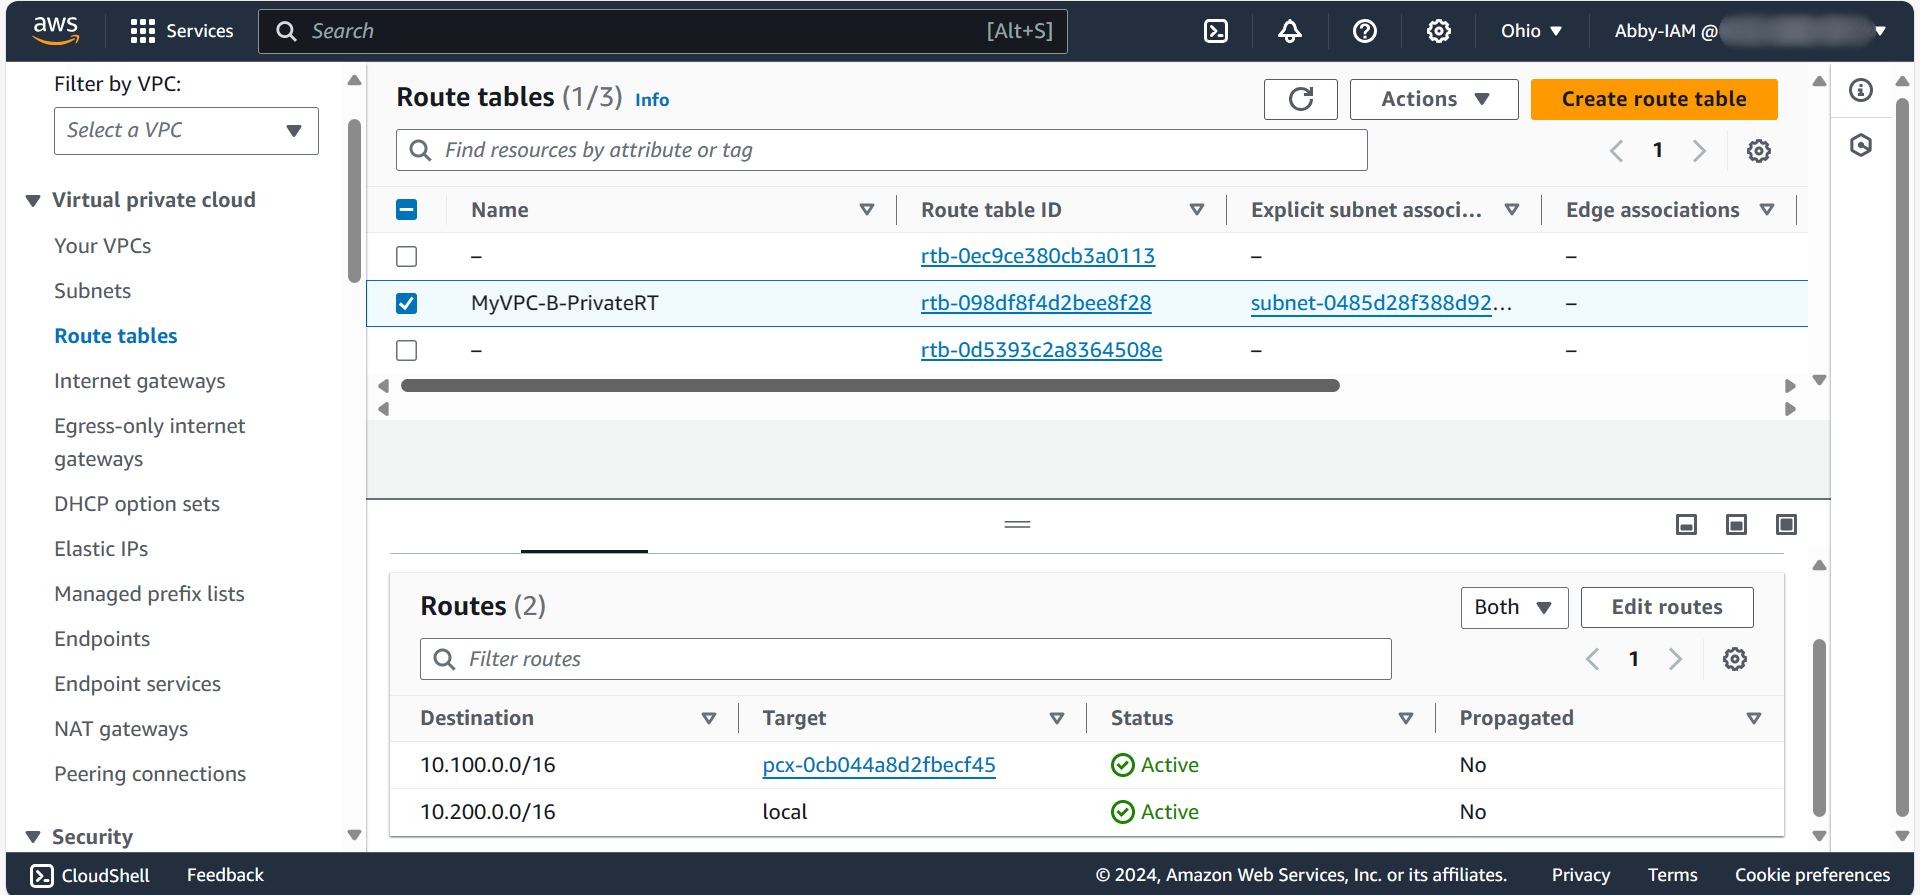 aws Services Search [Alt+S] Ohio Abby-IAM @
Filter by VPC:
Select a VPC
Virtual private cloud
Your VPCs
Subnets
Route tables
Internet gateways
Egress-only internet
gateways
DHCP option sets
Elastic IPs
Managed prefix lists
Endpoints
Endpoint services
NAT gateways
Peering connections
Security
Route tables (1/3) Info
Actions
Create route table
Find resources by attribute or tag
1
Name Route table ID Explicit subnet associ... Edge associations
– rtb-0ec9ce380cb3a0113 – –
MyVPC-B-PrivateRT rtb-098df8f4d2bee8f28 subnet-0485d28f388d92... –
– rtb-0d5393c2a8364508e – –
Routes (2)
Both
Edit routes
Filter routes
1
Destination Target Status Propagated
10.100.0.0/16 pcx-0cb044a8d2fbecf45 Active No
10.200.0.0/16 local Active No
CloudShell Feedback © 2024, Amazon Web Services, Inc. or its affiliates. Privacy Terms Cookie preferences